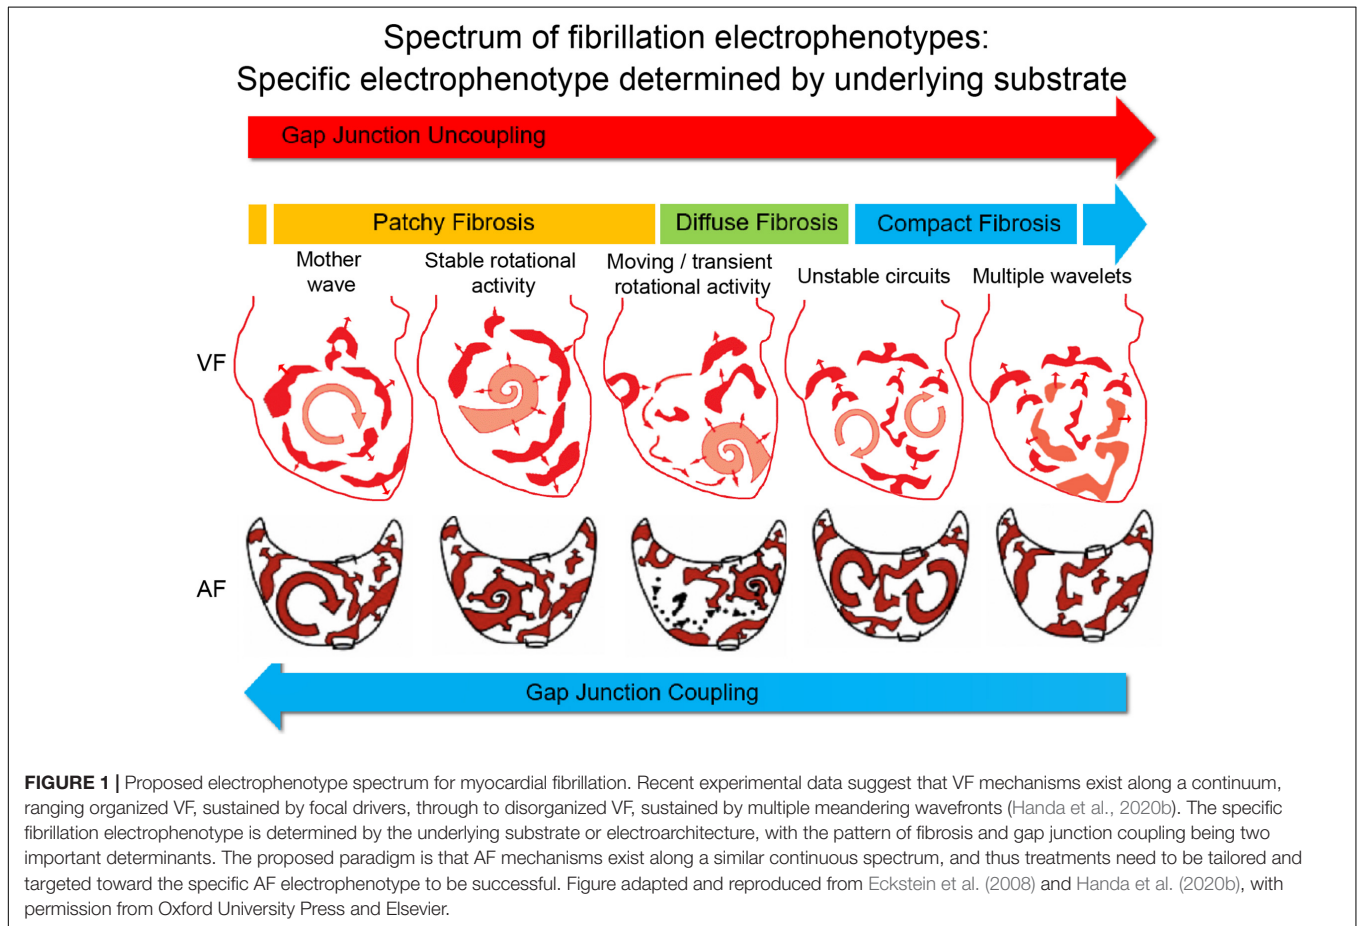 Spectrum of fibrillation electrophenotypes:
Specific electrophenotype determined by underlying substrate
Gap Junction Uncoupling
Patchy Fibrosis
Diffuse Fibrosis
Compact Fibrosis
Mother
wave
Stable rotational
activity
Moving / transient
rotational activity
Unstable circuits
Multiple wavelets
VF
AF
Gap Junction Coupling
FIGURE 1 | Proposed electrophenotype spectrum for myocardial fibrillation. Recent experimental data suggest that VF mechanisms exist along a continuum,
ranging organized VF, sustained by focal drivers, through to disorganized VF, sustained by multiple meandering wavefronts (Handa et al., 2020b). The specific
fibrillation electrophenotype is determined by the underlying substrate or electroarchitecture, with the pattern of fibrosis and gap junction coupling being two
important determinants. The proposed paradigm is that AF mechanisms exist along a similar continuous spectrum, and thus treatments need to be tailored and
targeted toward the specific AF electrophenotype to be successful. Figure adapted and reproduced from Eckstein et al. (2008) and Handa et al. (2020b), with
permission from Oxford University Press and Elsevier.